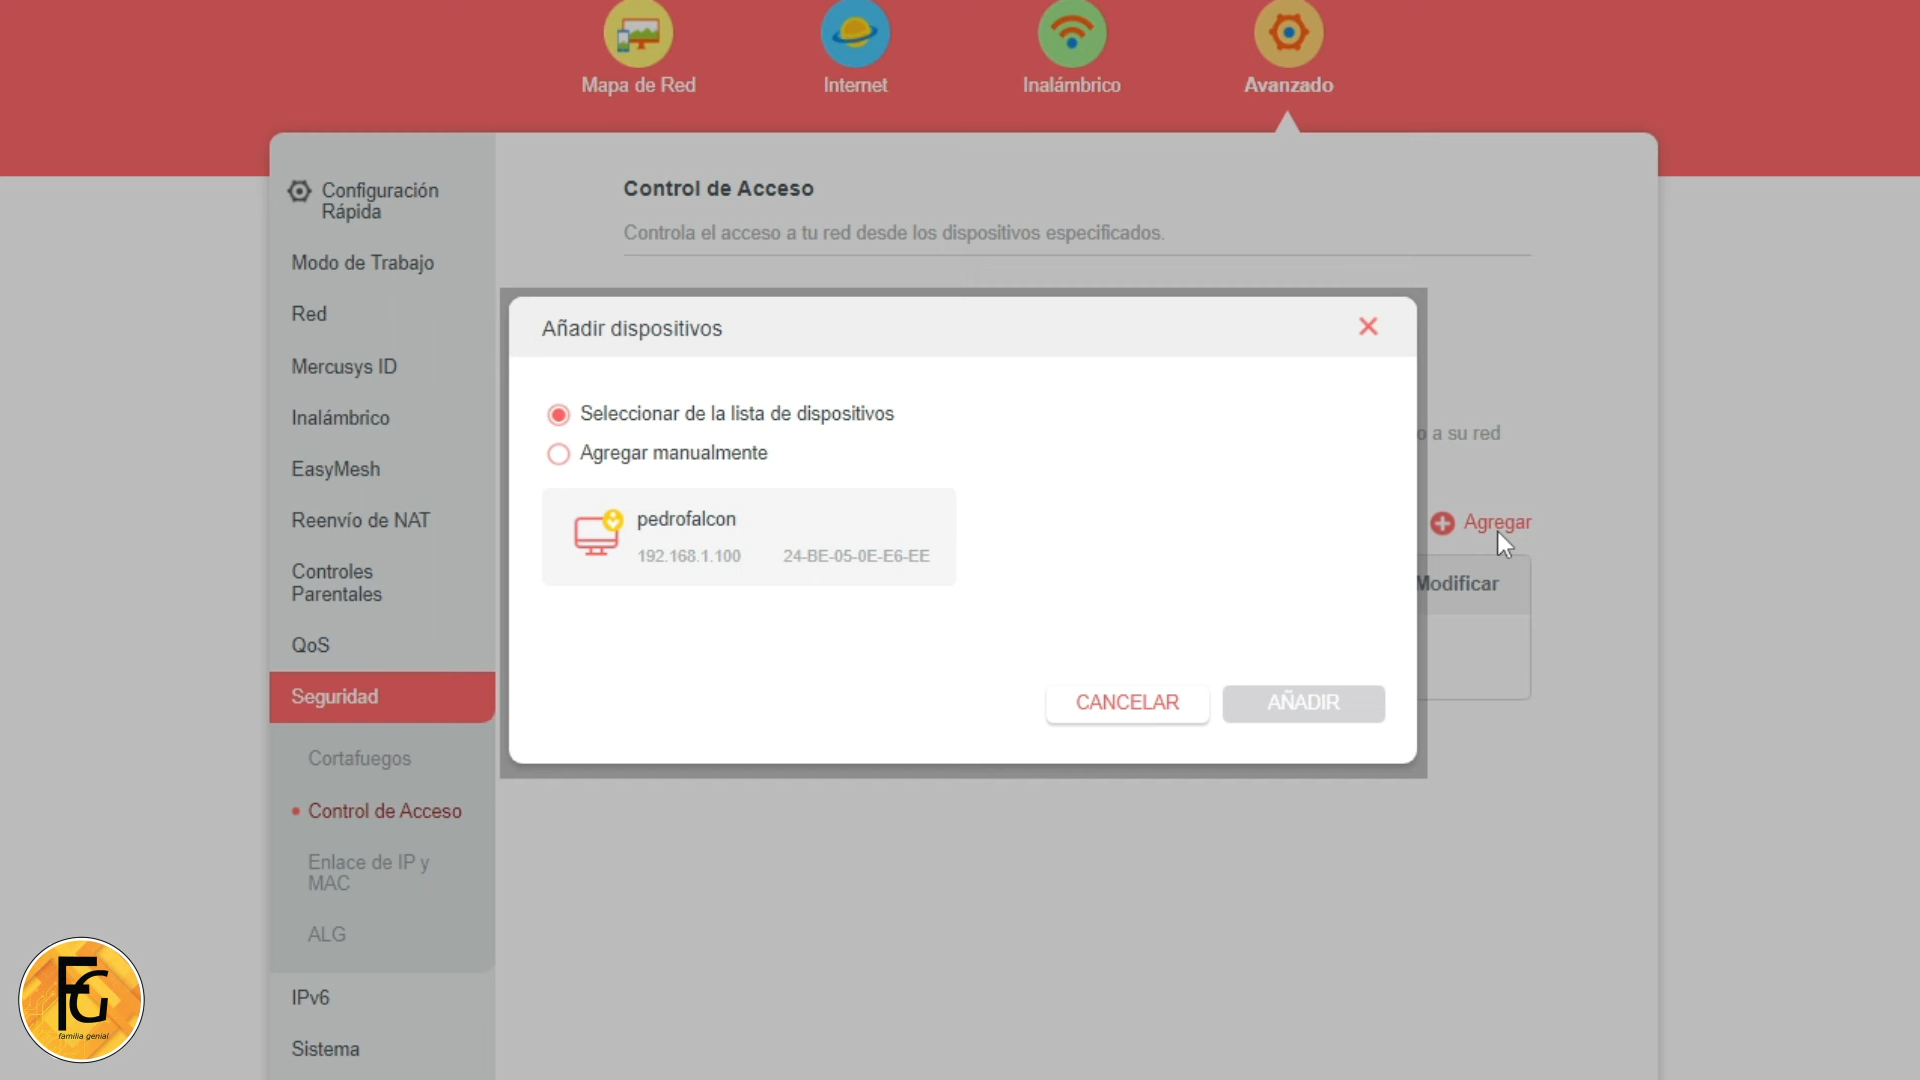 Mapa de Red
Internet
Inalámbrico
Avanzado
Configuración
Rápida
Modo de Trabajo
Red
Mercusys ID
Inalámbrico
EasyMesh
Reenvío de NAT
Controles
Parentales
QoS
Seguridad
Cortafuegos
Control de Acceso
Enlace de IP y
MAC
ALG
IPv6
Sistema
Control de Acceso
Controla el acceso a tu red desde los dispositivos especificados.
o a su red
Agregar
Modificar
Añadir dispositivos
Seleccionar de la lista de dispositivos
Agregar manualmente
pedrofalcon
192.168.1.100 24-BE-05-0E-E6-EE
CANCELAR AÑADIR
FG
familia genial